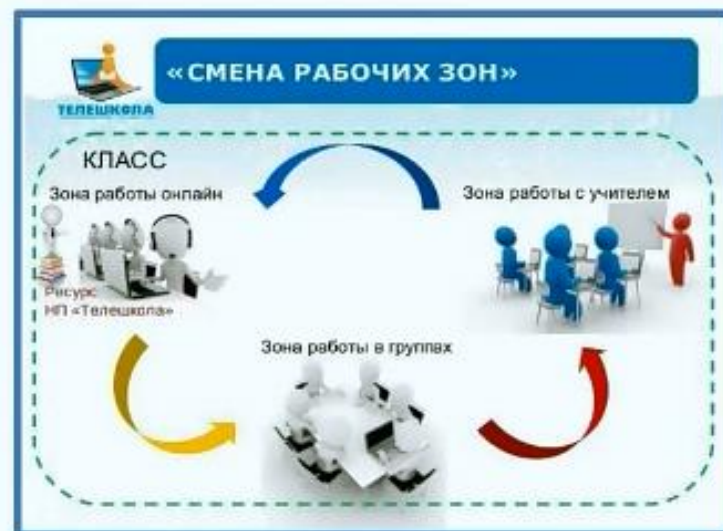 ТЕЛЕШКОЛА
«СМЕНА РАБОЧИХ ЗОН»
КЛАСС
Зона работы онлайн
Зона работы с учителем
Ресурс
НП «Телешкола»
Зона работы в группах